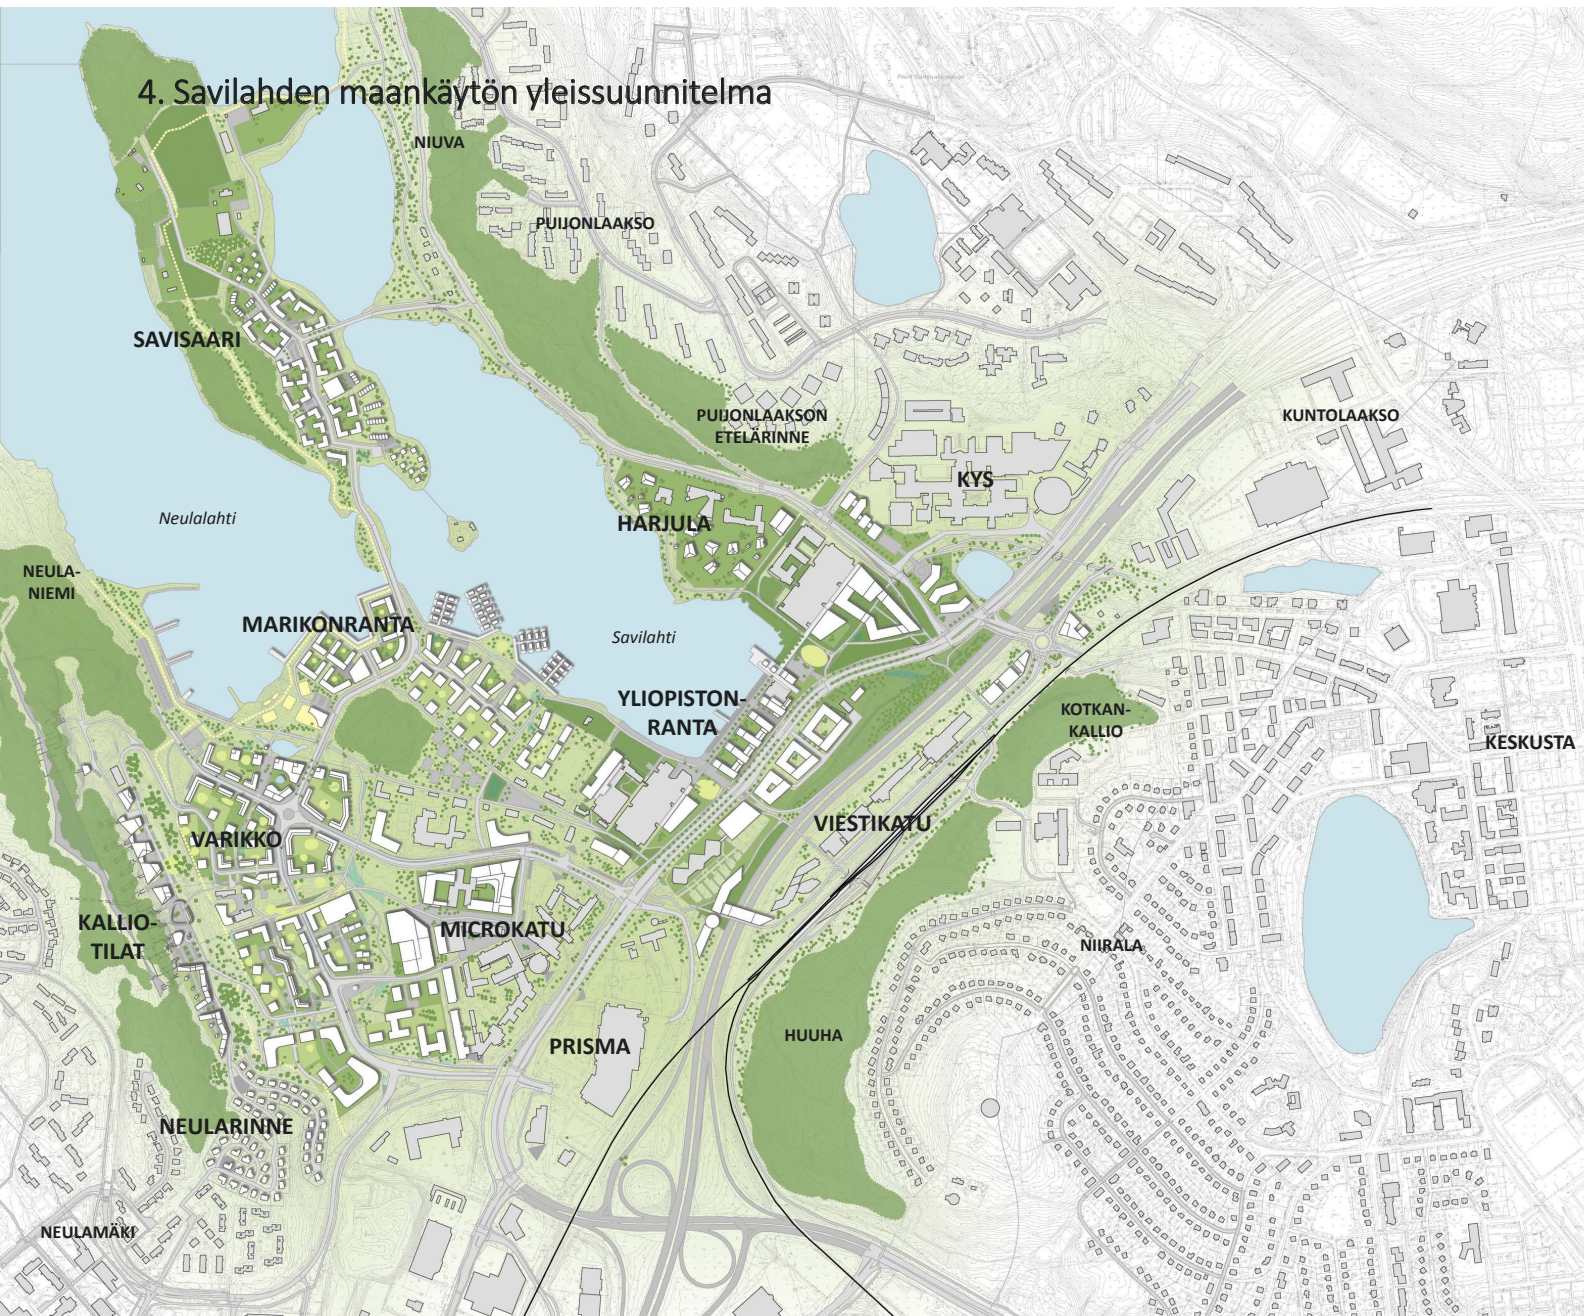 4. Savilahden maankäytön yleissuunnitelma
NIUVA
PUIJONLAAKSO
SAVISAARI
PUIJONLAAKSON
ETELÄRINNE
KUNTOLAAKSO
KYS
Neulalahti
HARJULA
NEULA-
NIEMI
MARIKONRANTA
Savilahti
YLIOPISTON-
RANTA
KOTKAN-
KALLIO
KESKUSTA
VARIKKO
VIESTIKATU
KALLIO-
TILAT
MICROKATU
NIIRALA
PRISMA
HUUHA
NEULARINNE
NEULAMÄKI